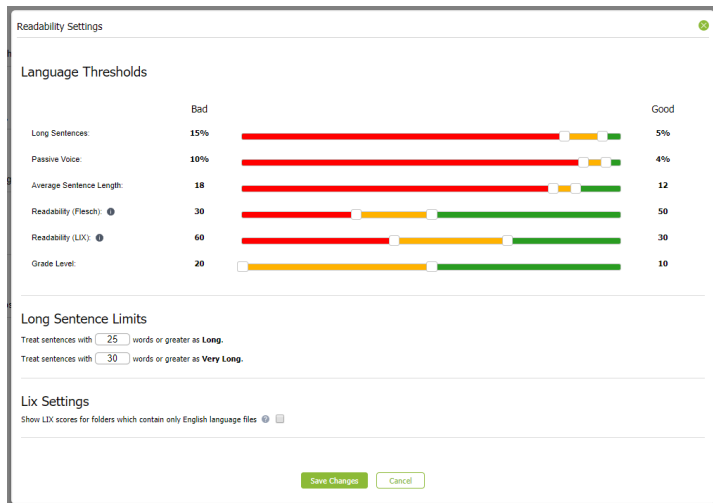 Readability Settings
Language Thresholds
Bad Good
Long Sentences: 15% 5%
Passive Voice: 10% 4%
Average Sentence Length: 18 12
Readability (Flesch): 30 50
Readability (LIX): 60 30
Grade Level: 20 10
Long Sentence Limits
Treat sentences with 25 words or greater as Long.
Treat sentences with 30 words or greater as Very Long.
Lix Settings
Show LIX scores for folders which contain only English language files
Save Changes Cancel